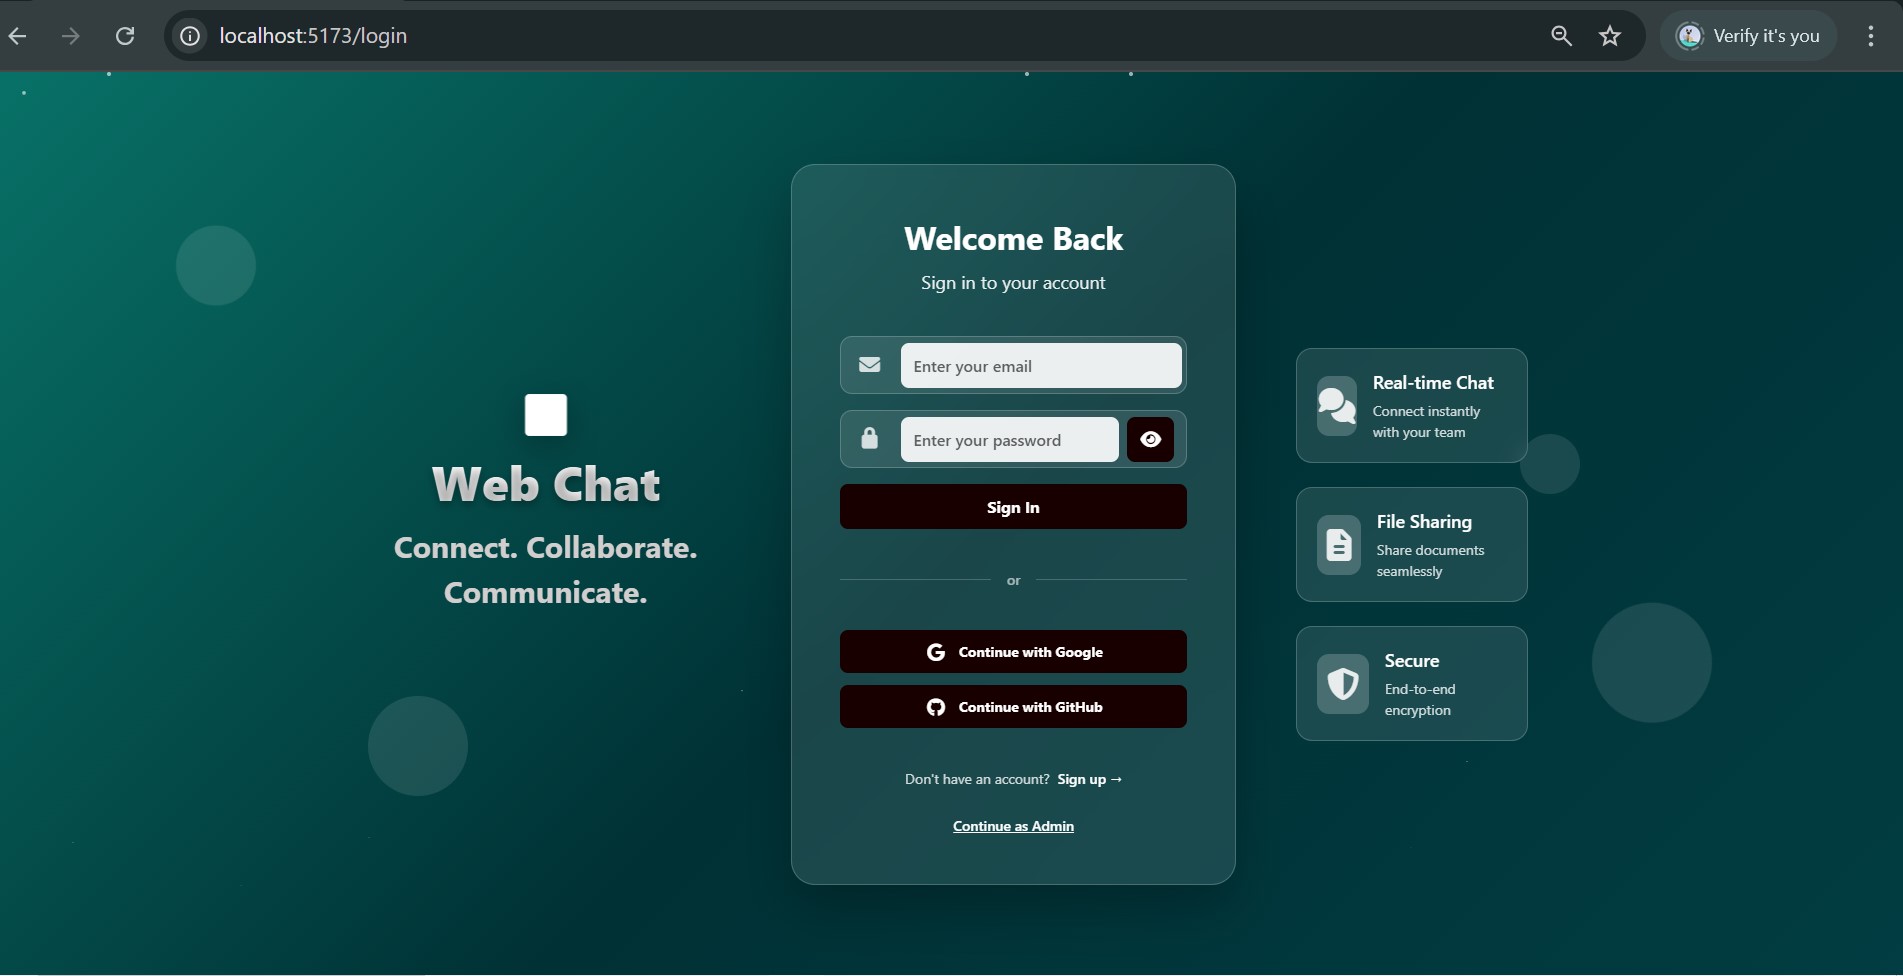 localhost:5173/login
Verify it's you
Web Chat
Connect. Collaborate.
Communicate.
Welcome Back
Sign in to your account
Enter your email
Enter your password
Sign In
or
Continue with Google
Continue with GitHub
Don't have an account? Sign up →
Continue as Admin
Real-time Chat
Connect instantly
with your team
File Sharing
Share documents
seamlessly
Secure
End-to-end
encryption